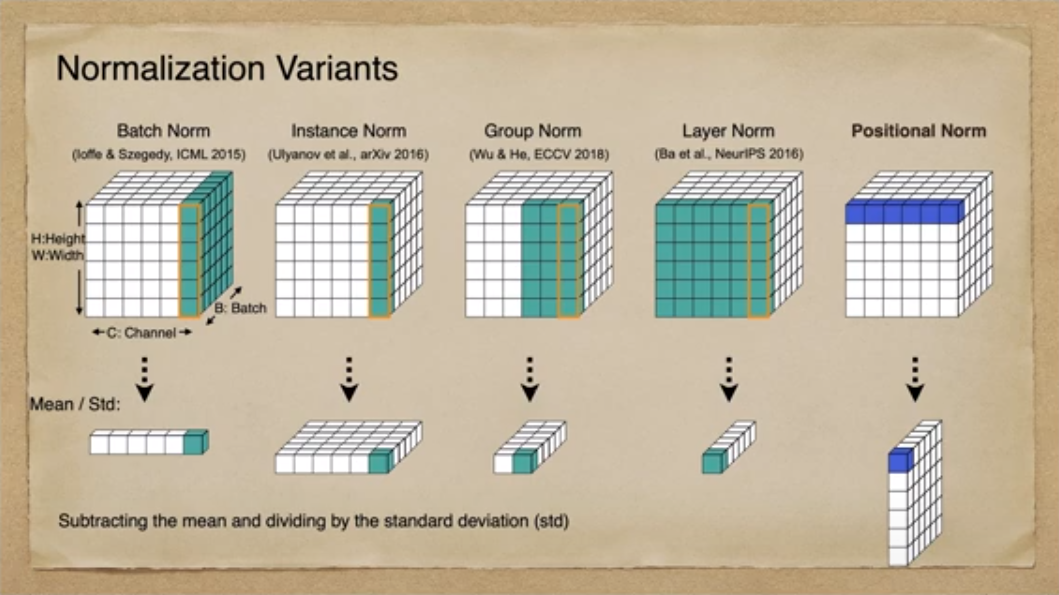 Normalization Variants
Batch Norm
(Ioffe & Szegedy, ICML 2015)
Instance Norm
(Ulyanov et al., arXiv 2016)
Group Norm
(Wu & He, ECCV 2018)
Layer Norm
(Ba et al., NeurIPS 2016)
Positional Norm
H:Height
W:Width
B: Batch
C: Channel
Mean / Std:
Subtracting the mean and dividing by the standard deviation (std)